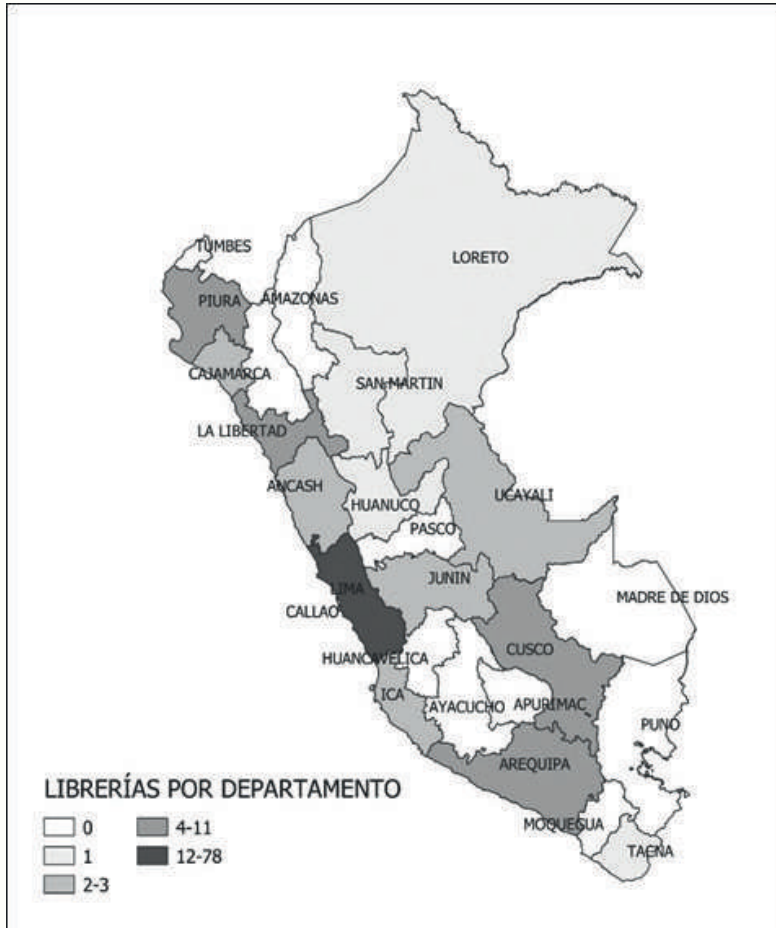 TUMBES
LORETO
PIURA
AMAZONAS
CAJAMARCA
SAN MARTIN
LA LIBERTAD
ANCASH
UCAYALI
HUANUCO
PASCO
JUNIN
LIMA
MADRE DE DIOS
CALLAO
CUSCO
HUANCAVELICA
ICA
AYACUCHO
APURIMAC
PUNO
AREQUIPA
MOQUEGUA
TACNA
LIBRERÍAS POR DEPARTAMENTO
0
4-11
1
12-78
2-3